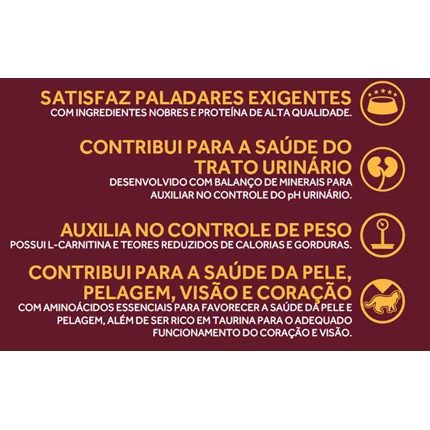 SATISFAZ PALADARES EXIGENTES
COM INGREDIENTES NOBRES E PROTEÍNA DE ALTA QUALIDADE.
CONTRIBUI PARA A SAÚDE DO
TRATO URINÁRIO
DESENVOLVIDO COM BALANÇO DE MINERAIS PARA
AUXILIAR NO CONTROLE DO pH URINÁRIO.
AUXILIA NO CONTROLE DE PESO
POSSUI L-CARNITINA E TEORES REDUZIDOS DE CALORIAS E GORDURAS.
CONTRIBUI PARA A SAÚDE DA PELE,
PELAGEM, VISÃO E CORAÇÃO
COM AMINOÁCIDOS ESSENCIAIS PARA FAVORECER A SAÚDE DA PELE E
PELAGEM, ALÉM DE SER RICO EM TAURINA PARA O ADEQUADO
FUNCIONAMENTO DO CORAÇÃO E VISÃO.